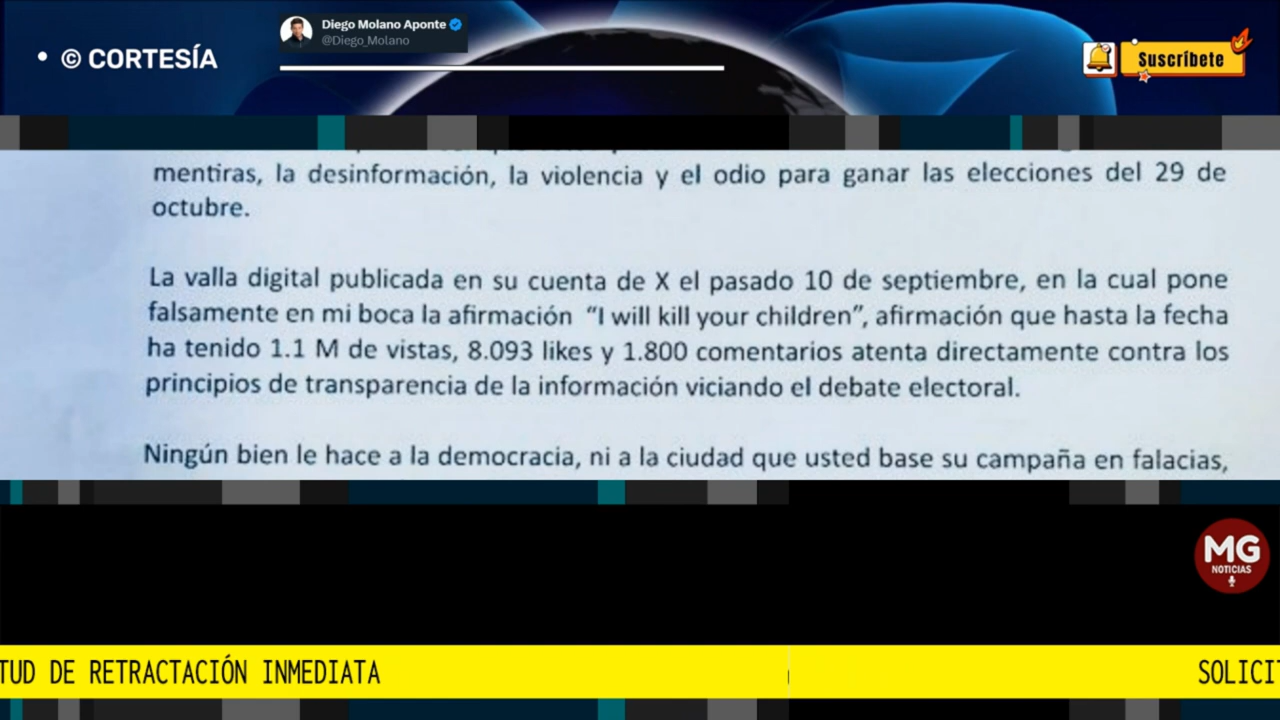 • © CORTESÍA
Diego Molano Aponte
@Diego_Molano
Suscríbete
mentiras, la desinformación, la violencia y el odio para ganar las elecciones del 29 de
octubre.
La valla digital publicada en su cuenta de X el pasado 10 de septiembre, en la cual pone
falsamente en mi boca la afirmación “I will kill your children”, afirmación que hasta la fecha
ha tenido 1.1 M de vistas, 8.093 likes y 1.800 comentarios atenta directamente contra los
principios de transparencia de la información viciando el debate electoral.
Ningún bien le hace a la democracia, ni a la ciudad que usted base su campaña en falacias,
MG
NOTICIAS
TUD DE RETRACTACIÓN INMEDIATA
SOLICIT